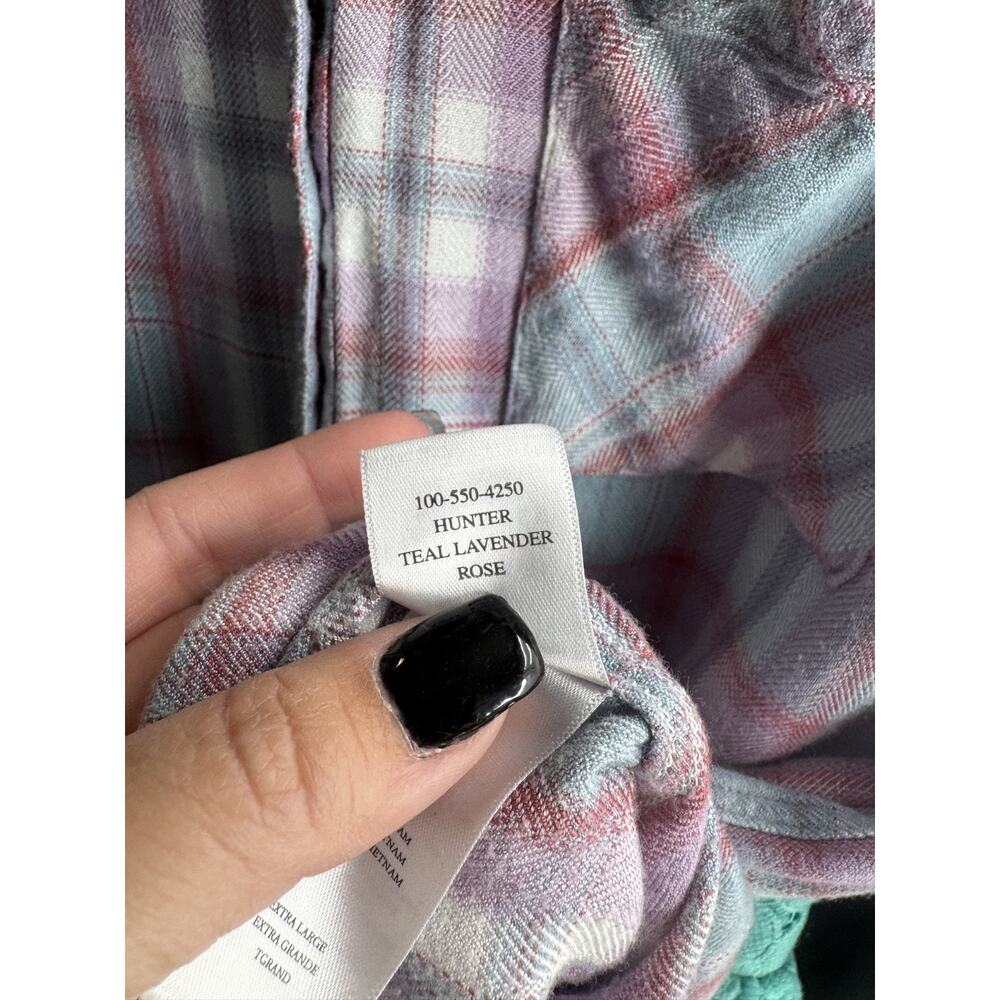 100-550-4250
HUNTER
TEAL LAVENDER
ROSE
EXTRA LARGE
EXTRA GRANDE
TGRAND